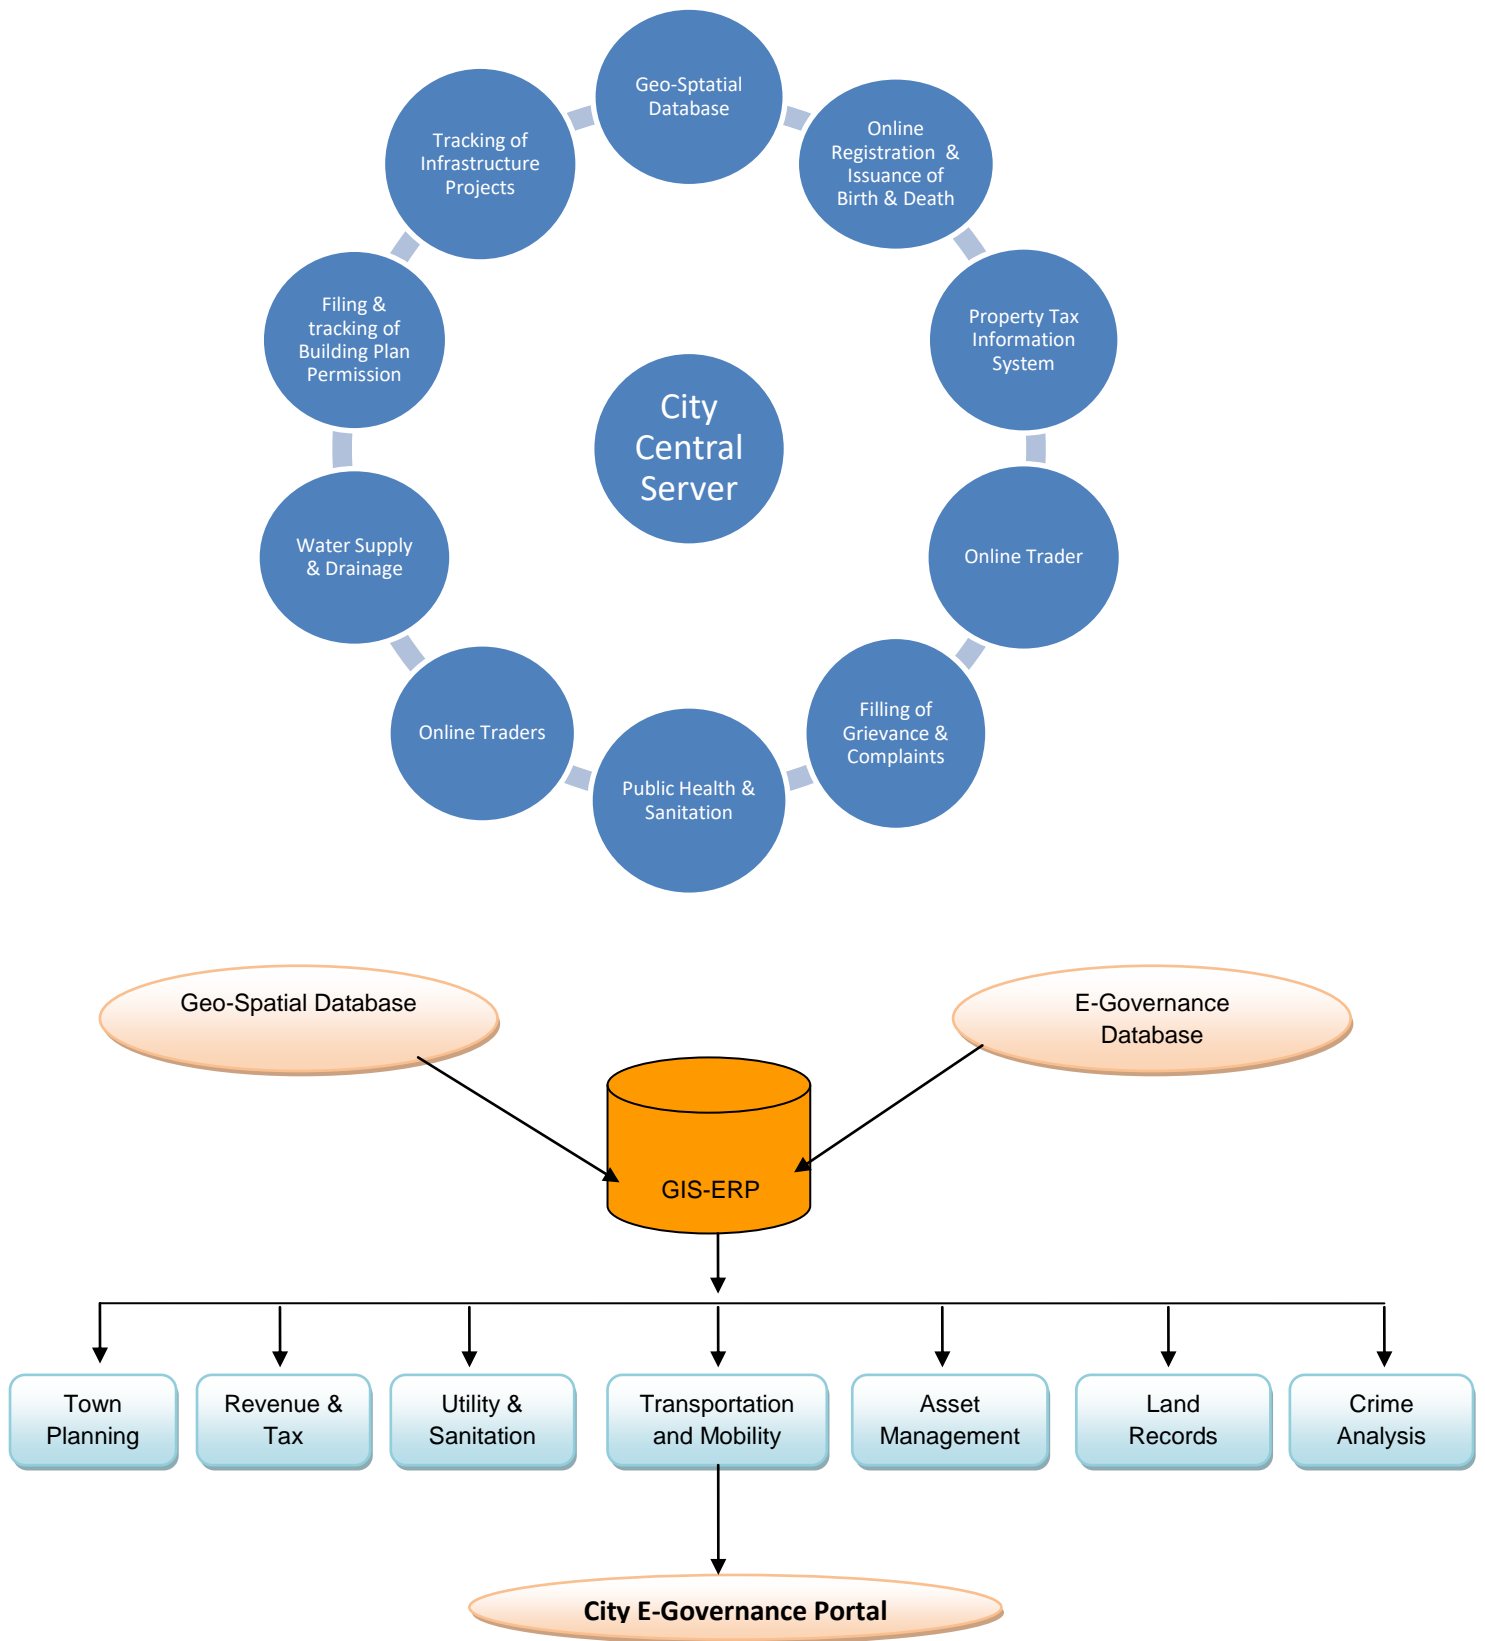 Geo-Sptatial
Database
Online
Registration &
Issuance of
Birth & Death
Property Tax
Information
System
Online Trader
Filling of
Grievance &
Complaints
Public Health &
Sanitation
Online Traders
Water Supply
& Drainage
Filing &
tracking of
Building Plan
Permission
Tracking of
Infrastructure
Projects
City
Central
Server
Geo-Spatial Database
E-Governance
Database
GIS-ERP
Town
Planning
Revenue &
Tax
Utility &
Sanitation
Transportation
and Mobility
Asset
Management
Land
Records
Crime
Analysis
City E-Governance Portal